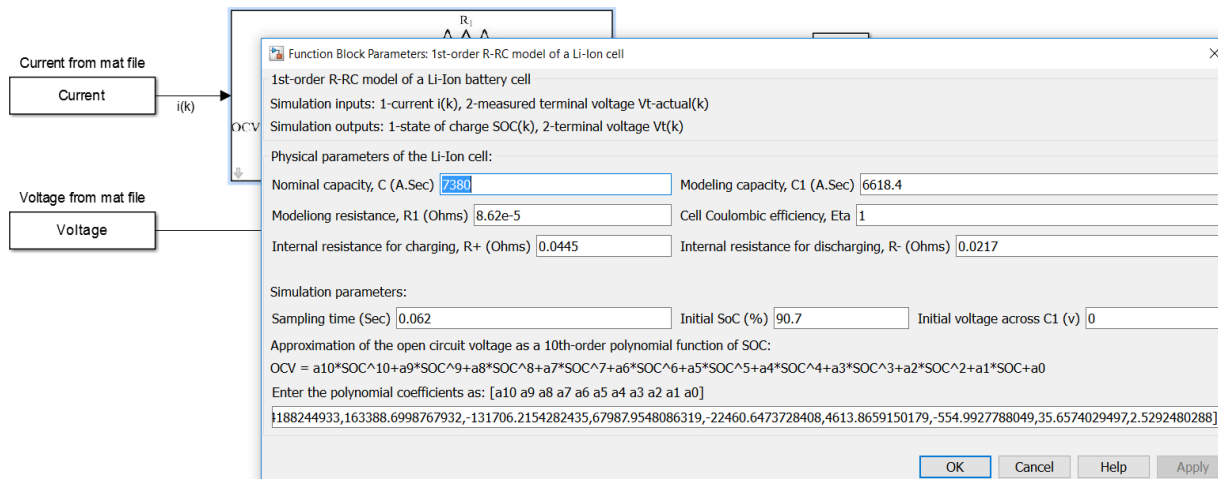 R1
Function Block Parameters: 1st-order R-RC model of a Li-Ion cell
Current from mat file
Current
i(k)
OCV
Voltage from mat file
Voltage
1st-order R-RC model of a Li-Ion battery cell
Simulation inputs: 1-current i(k), 2-measured terminal voltage Vt-actual(k)
Simulation outputs: 1-state of charge SOC(k), 2-terminal voltage Vt(k)
Physical parameters of the Li-Ion cell:
Nominal capacity, C (A.Sec) 7380 Modeling capacity, C1 (A.Sec) 6618.4
Modeliong resistance, R1 (Ohms) 8.62e-5 Cell Coulombic efficiency, Eta 1
Internal resistance for charging, R+ (Ohms) 0.0445 Internal resistance for discharging, R- (Ohms) 0.0217
Simulation parameters:
Sampling time (Sec) 0.062 Initial SoC (%) 90.7 Initial voltage across C1 (v) 0
Approximation of the open circuit voltage as a 10th-order polynomial function of SOC:
OCV = a10*SOC^10+a9*SOC^9+a8*SOC^8+a7*SOC^7+a6*SOC^6+a5*SOC^5+a4*SOC^4+a3*SOC^3+a2*SOC^2+a1*SOC+a0
Enter the polynomial coefficients as: [a10 a9 a8 a7 a6 a5 a4 a3 a2 a1 a0]
4188244933,163388.6998767932,-131706.2154282435,67987.9548086319,-22460.6473728408,4613.8659150179,-554.9927788049,35.6574029497,2.5292480288]
OK Cancel Help Apply